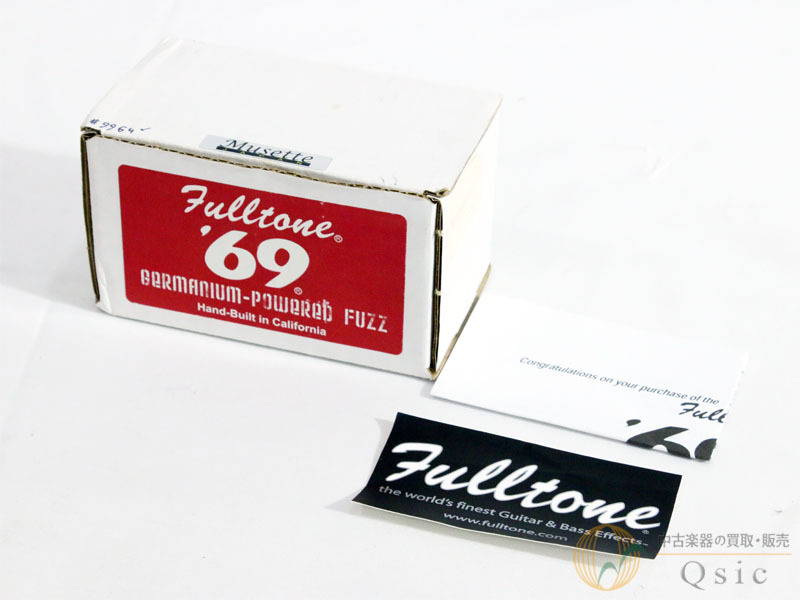 #9964✓
Musette
Fulltone®
'69®
GERMANIUM-POWERED FUZZ
Hand-Built in California
Congratulations on your purchase of the
Fullt
'69
Fulltone®
the world's finest Guitar & Bass Effects™
www.fulltone.com
中古楽器の買取・販売
Qsic